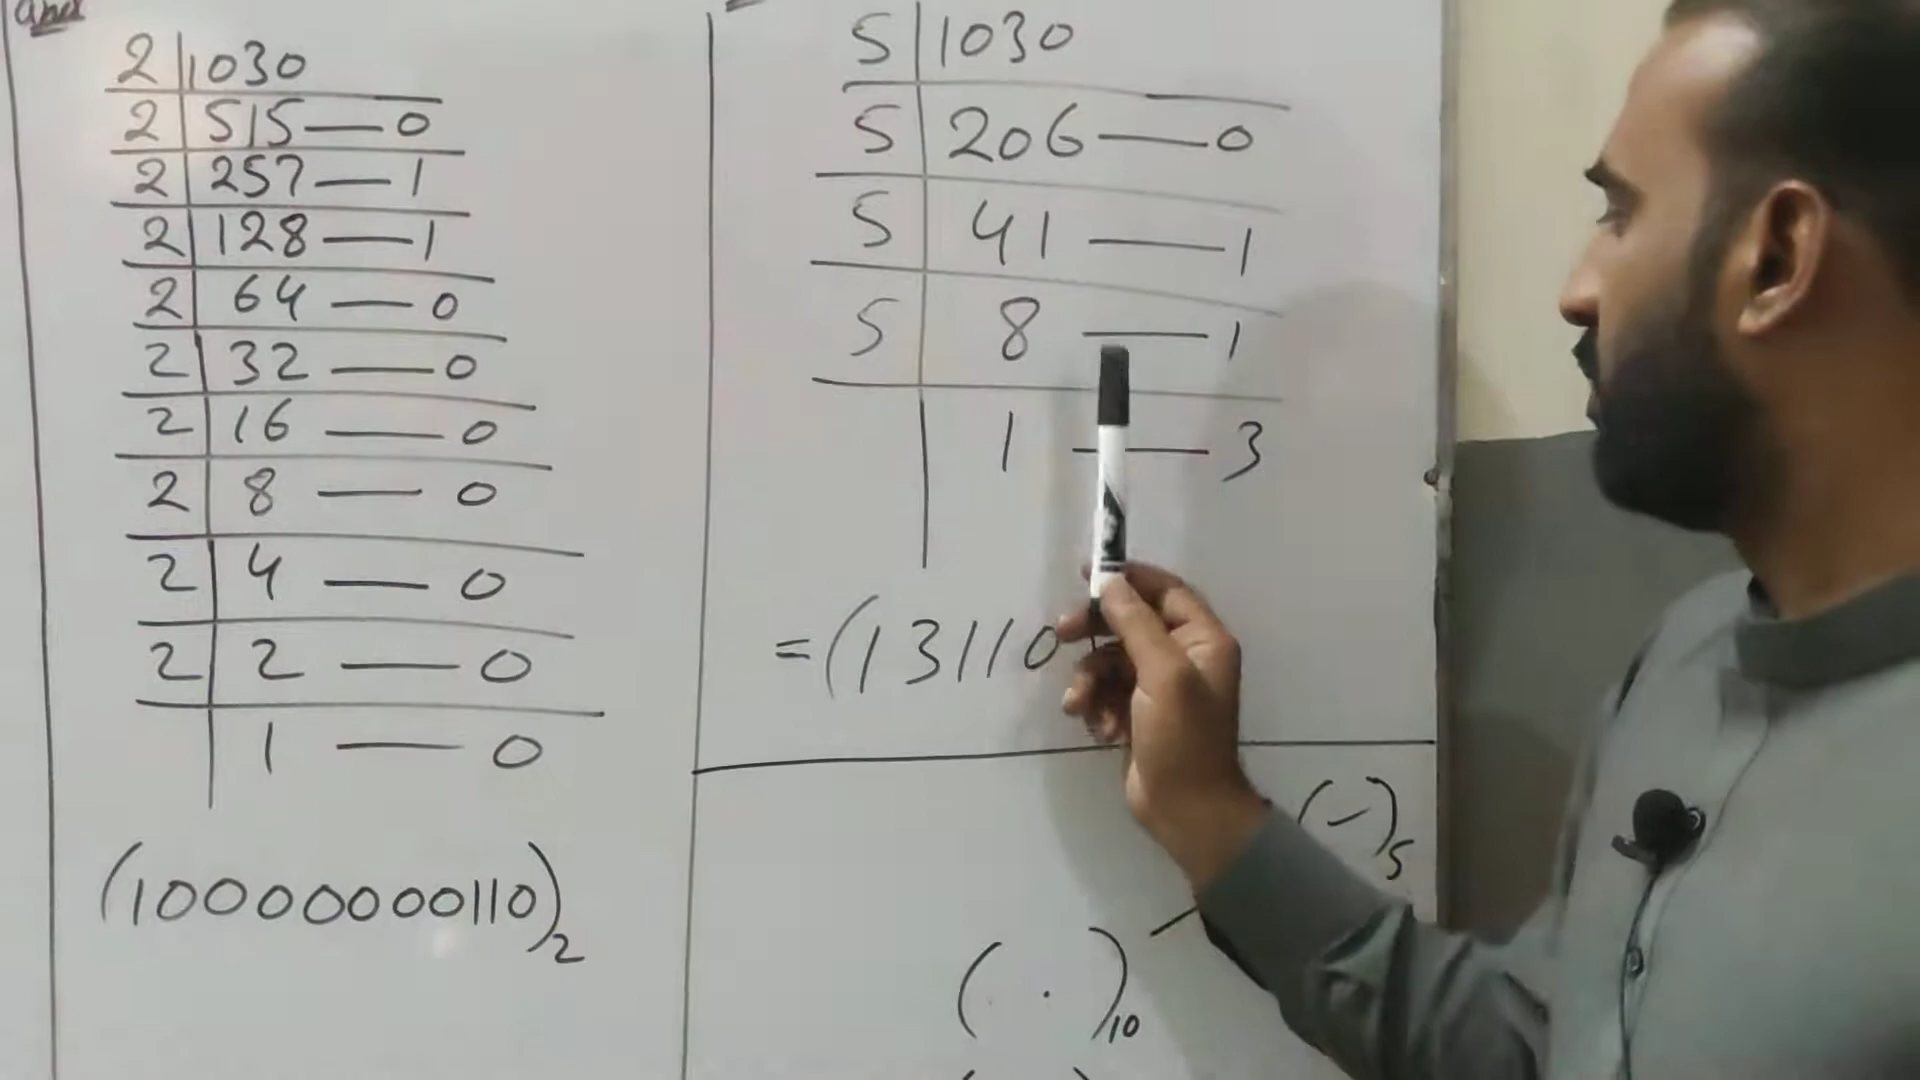 2 1030
2 515 — 0
2 257 — 1
2 128 — 1
2 64 — 0
2 32 — 0
2 16 — 0
2 8 — 0
2 4 — 0
2 2 — 0
1 — 0
(10000000110)2
5 1030
5 206 — 0
5 41 — 1
5 8 — 1
1 — 3
= (13110
(-)5
( . )10